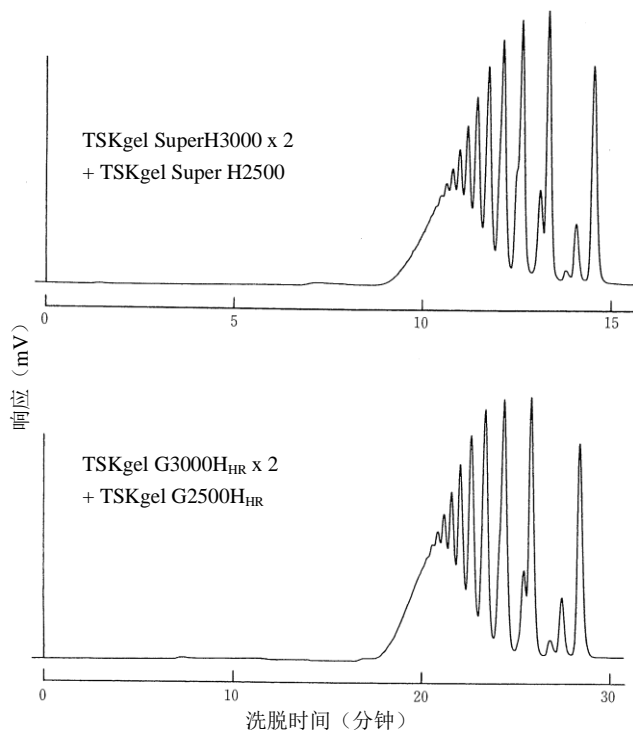 TSKgel SuperH3000 x 2
+ TSKgel Super H2500
0 5 10 15
响应（mV）
TSKgel G3000HHR x 2
+ TSKgel G2500HHR
0 10 20 30
洗脱时间（分钟）